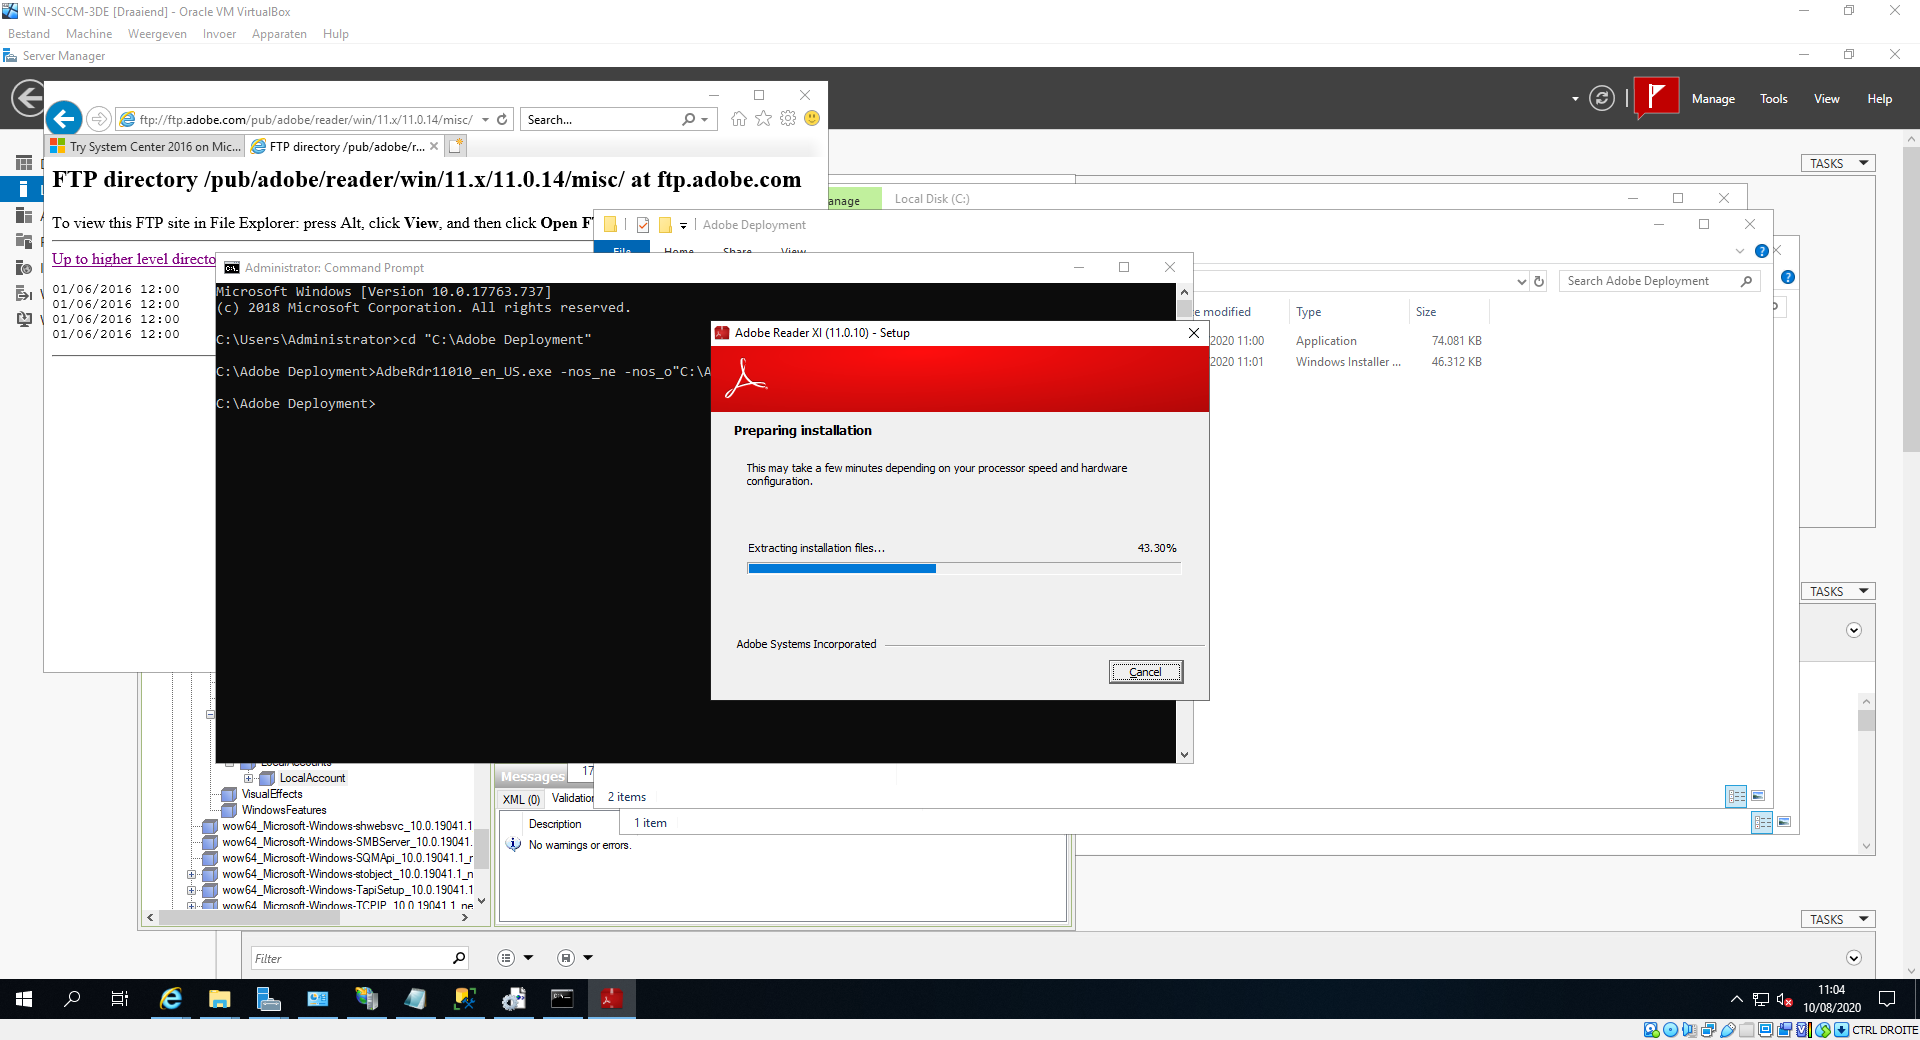 WIN-SCCM-3DE [Draaiend] - Oracle VM VirtualBox
Bestand Machine Weergeven Invoer Apparaten Hulp
Server Manager
Manage Tools View Help
ftp://ftp.adobe.com/pub/adobe/reader/win/11.x/11.0.14/misc/
Search...
Try System Center 2016 on Mic...
FTP directory /pub/adobe/r...
FTP directory /pub/adobe/reader/win/11.x/11.0.14/misc/ at ftp.adobe.com
To view this FTP site in File Explorer: press Alt, click View, and then click Open F
Up to higher level directo
01/06/2016 12:00
01/06/2016 12:00
01/06/2016 12:00
01/06/2016 12:00
TASKS
anage
Local Disk (C:)
Adobe Deployment
File Home Share View
Search Adobe Deployment
e modified Type Size
2020 11:00 Application 74.081 KB
2020 11:01 Windows Installer ... 46.312 KB
Administrator: Command Prompt
Microsoft Windows [Version 10.0.17763.737]
(c) 2018 Microsoft Corporation. All rights reserved.
C:\Users\Administrator>cd "C:\Adobe Deployment"
C:\Adobe Deployment>AdbeRdr11010_en_US.exe -nos_ne -nos_o"C:\A
C:\Adobe Deployment>
Adobe Reader XI (11.0.10) - Setup
Preparing installation
This may take a few minutes depending on your processor speed and hardware
configuration.
Extracting installation files... 43.30%
Adobe Systems Incorporated
Cancel
TASKS
LocalAccounts
LocalAccount
VisualEffects
WindowsFeatures
wow64_Microsoft-Windows-shwebsvc_10.0.19041.1
wow64_Microsoft-Windows-SMBServer_10.0.19041.
wow64_Microsoft-Windows-SQMApi_10.0.19041.1_r
wow64_Microsoft-Windows-stobject_10.0.19041.1_n
wow64_Microsoft-Windows-TapiSetup_10.0.19041.1
wow64_Microsoft-Windows-TCPIP_10.0.19041.1_ne
Messages 17
XML (0) Validation
Description
No warnings or errors.
2 items
1 item
TASKS
Filter
11:04
10/08/2020
CTRL DROITE